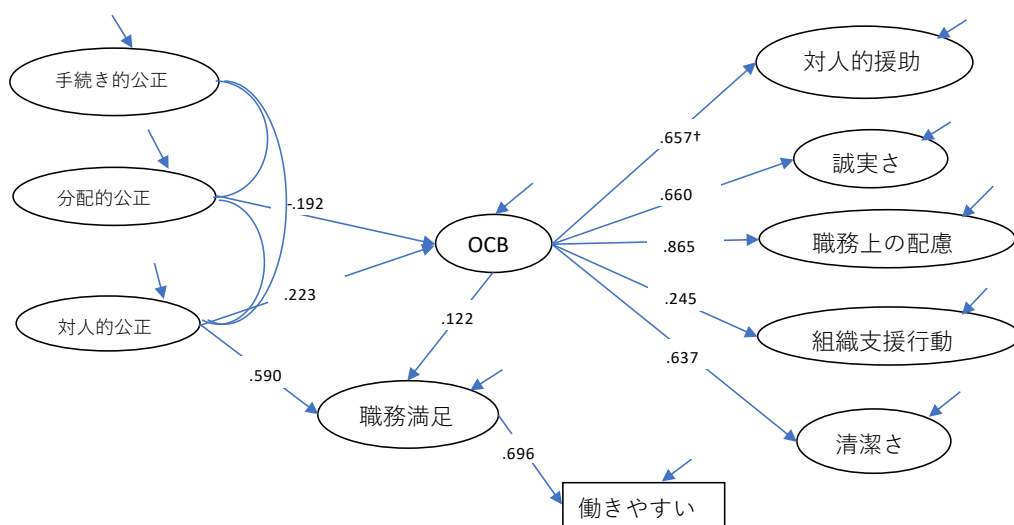 手続き的公正
対人的援助
.657†
誠実さ
分配的公正
.660
-.192
OCB
.865
職務上の配慮
対人的公正
.223
.122
.245
組織支援行動
.637
.590
職務満足
清潔さ
.696
働きやすい